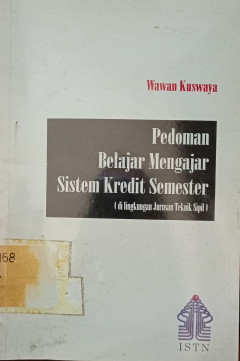 Wawan Kuswaya
Pedoman
Belajar Mengajar
Sistem Kredit Semester
( di lingkungan Jurusan Teknik Sipil )
168
ISTN